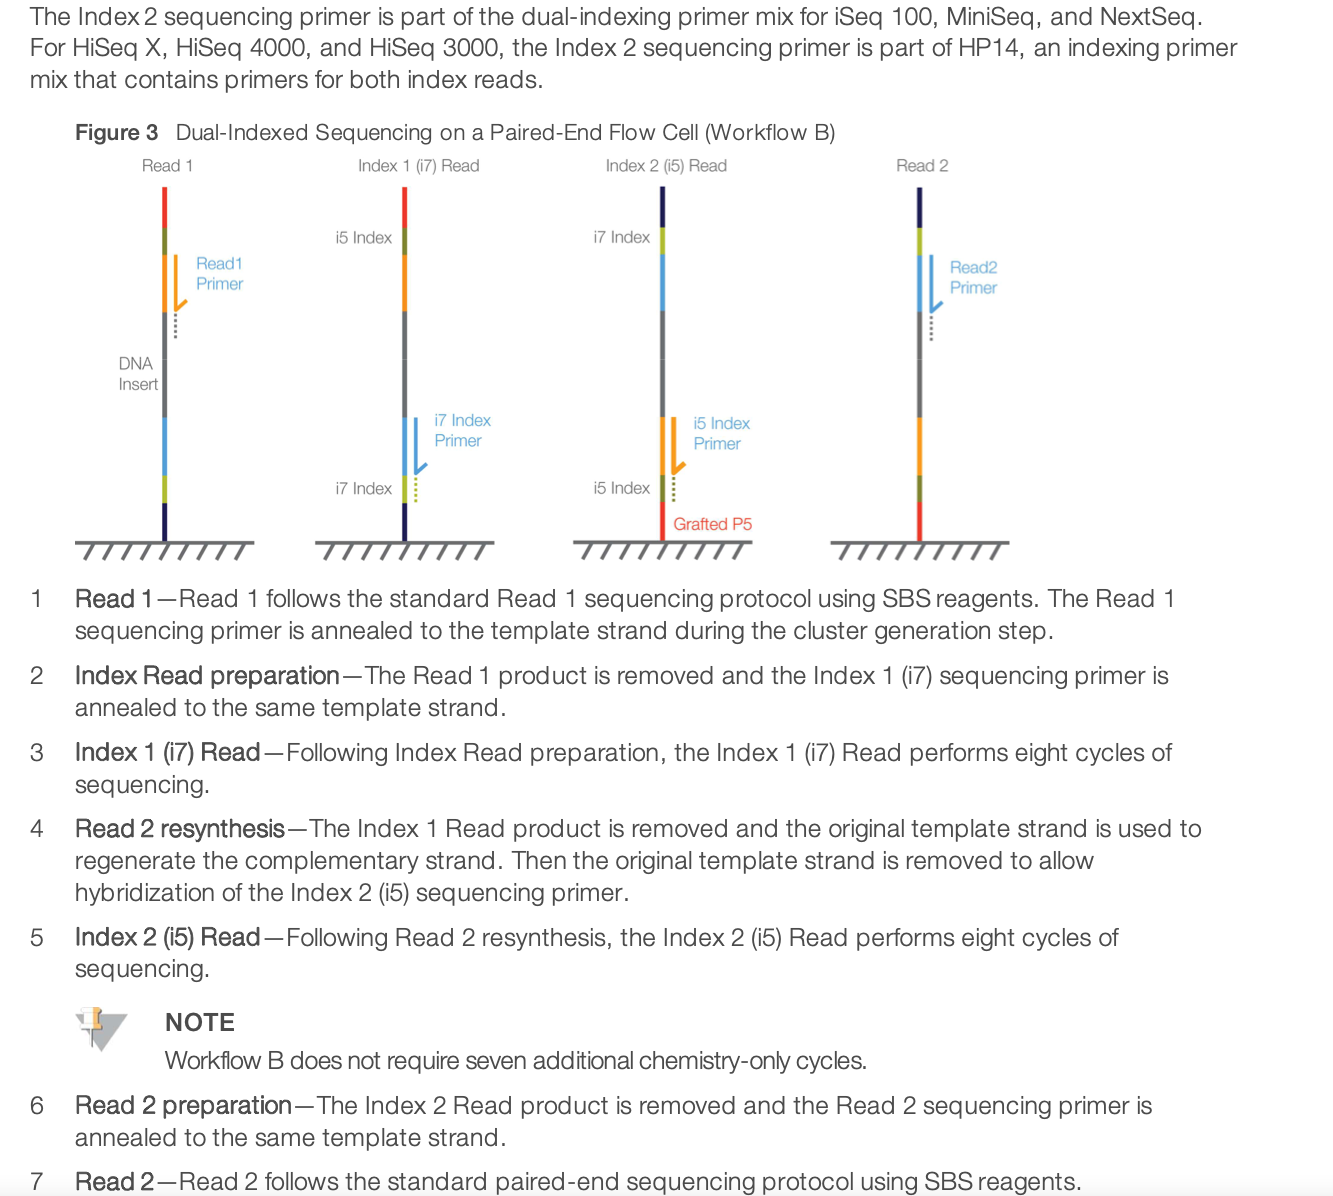 The Index 2 sequencing primer is part of the dual-indexing primer mix for iSeq 100, MiniSeq, and NextSeq.
For HiSeq X, HiSeq 4000, and HiSeq 3000, the Index 2 sequencing primer is part of HP14, an indexing primer
mix that contains primers for both index reads.
Figure 3 Dual-Indexed Sequencing on a Paired-End Flow Cell (Workflow B)
Read 1
Index 1 (i7) Read
Index 2 (i5) Read
Read 2
i5 Index
i7 Index
Read1
Primer
Read2
Primer
DNA
Insert
i7 Index
Primer
i5 Index
Primer
i7 Index
i5 Index
Grafted P5
1 Read 1—Read 1 follows the standard Read 1 sequencing protocol using SBS reagents. The Read 1
sequencing primer is annealed to the template strand during the cluster generation step.
2 Index Read preparation—The Read 1 product is removed and the Index 1 (i7) sequencing primer is
annealed to the same template strand.
3 Index 1 (i7) Read—Following Index Read preparation, the Index 1 (i7) Read performs eight cycles of
sequencing.
4 Read 2 resynthesis—The Index 1 Read product is removed and the original template strand is used to
regenerate the complementary strand. Then the original template strand is removed to allow
hybridization of the Index 2 (i5) sequencing primer.
5 Index 2 (i5) Read—Following Read 2 resynthesis, the Index 2 (i5) Read performs eight cycles of
sequencing.
NOTE
Workflow B does not require seven additional chemistry-only cycles.
6 Read 2 preparation—The Index 2 Read product is removed and the Read 2 sequencing primer is
annealed to the same template strand.
7 Read 2—Read 2 follows the standard paired-end sequencing protocol using SBS reagents.